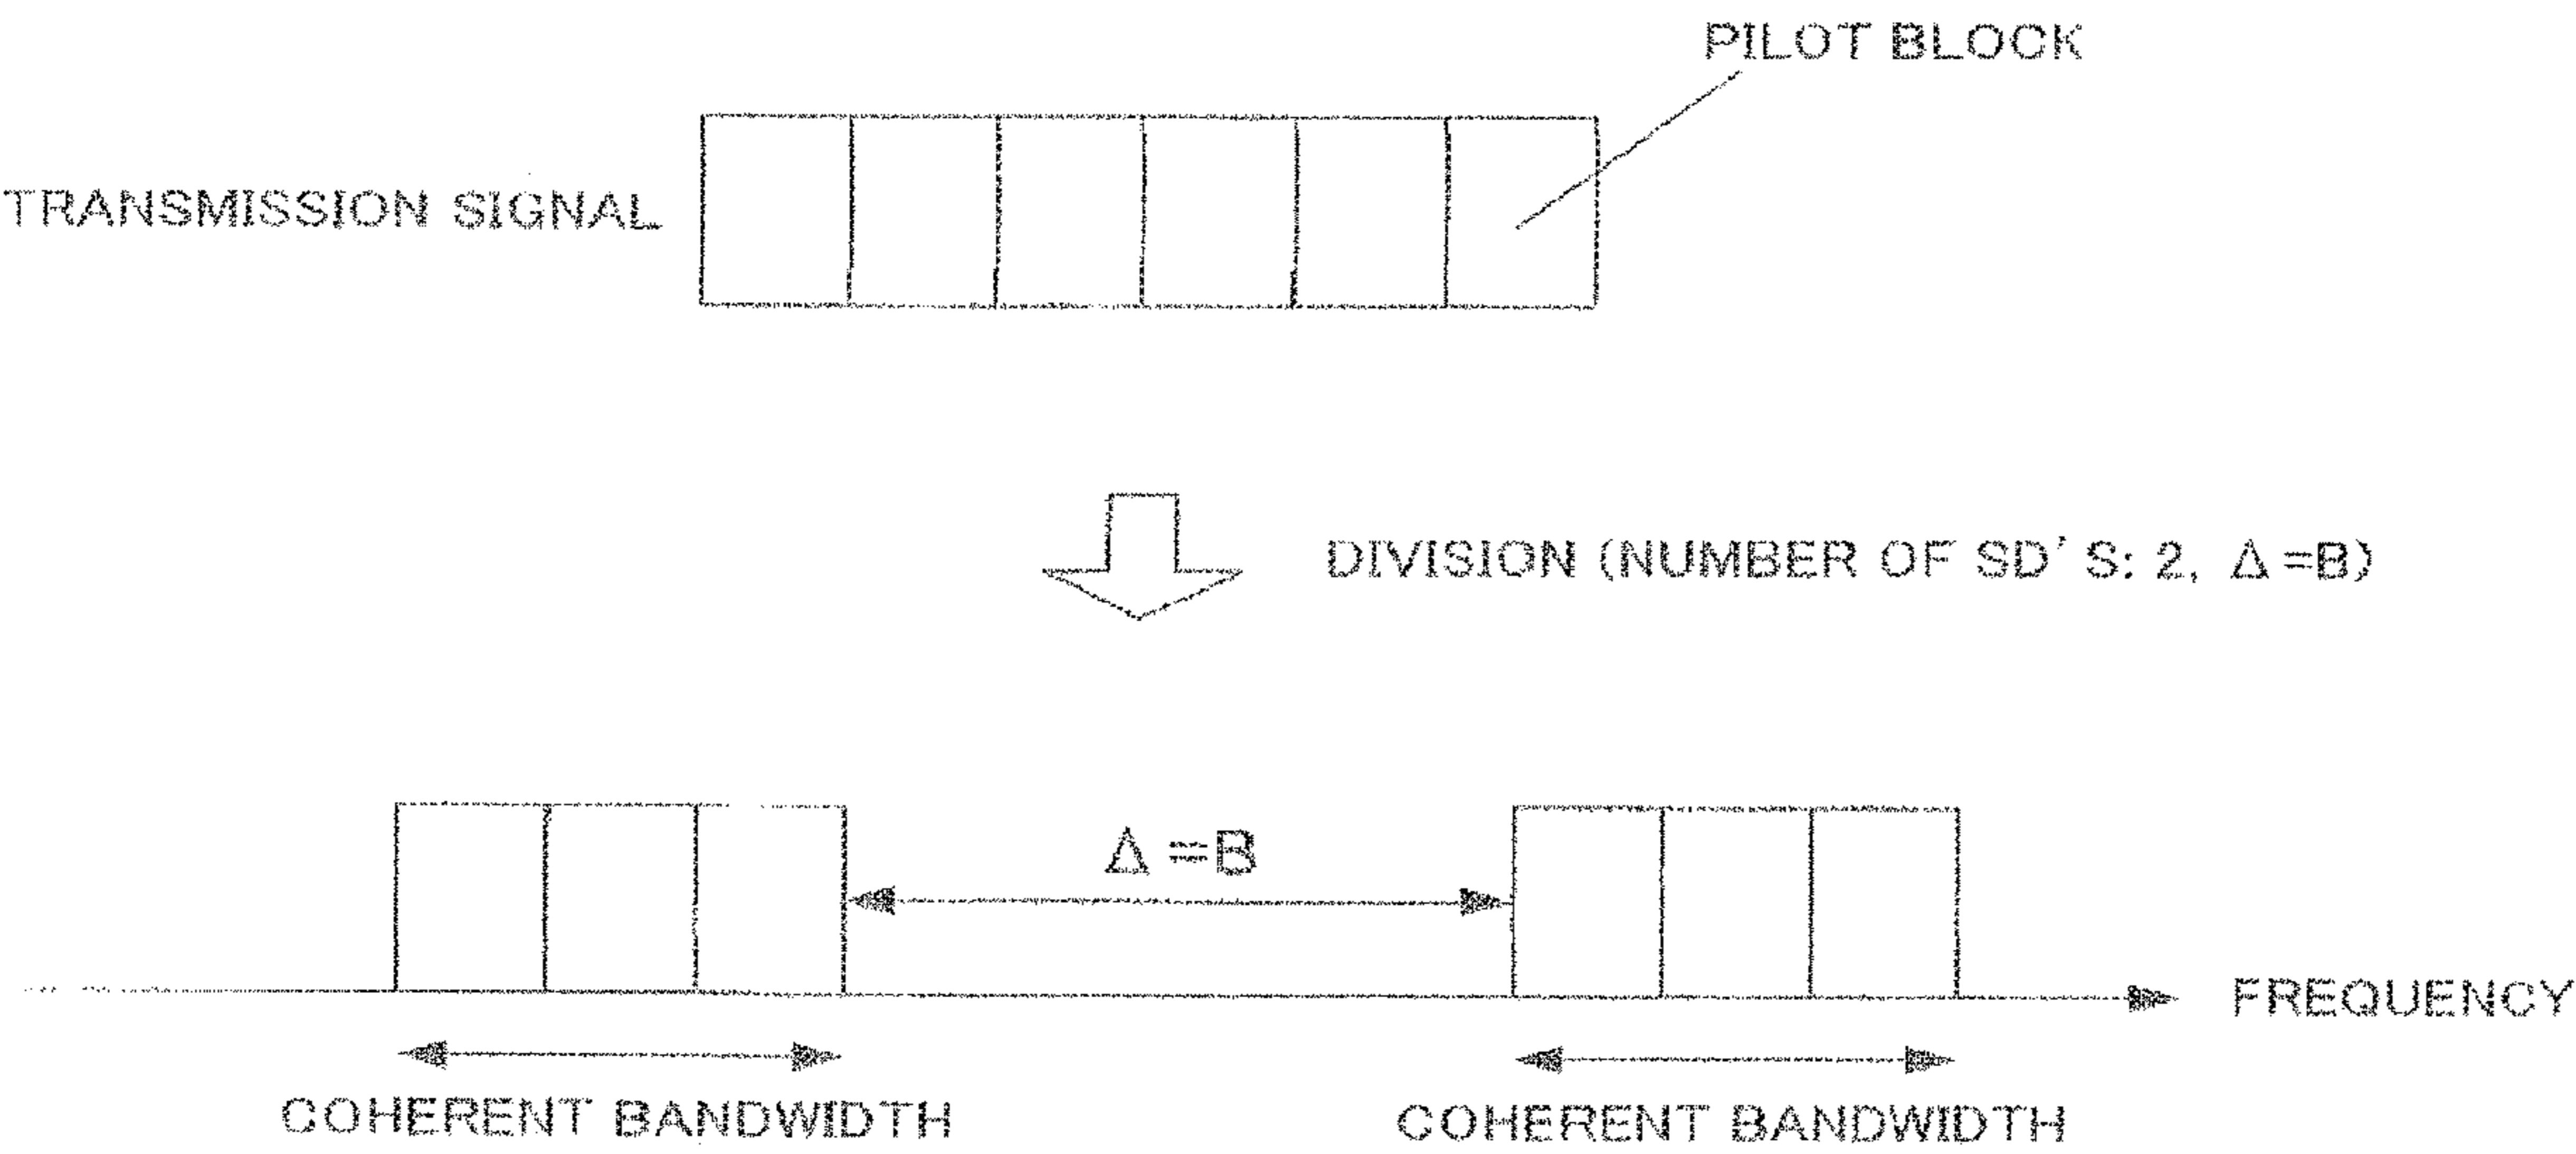 PILOT BLOCK
TRANSMISSION SIGNAL
DIVISION (NUMBER OF SD'S: 2, Δ=B)
Δ=B
FREQUENCY
COHERENT BANDWIDTH
COHERENT BANDWIDTH